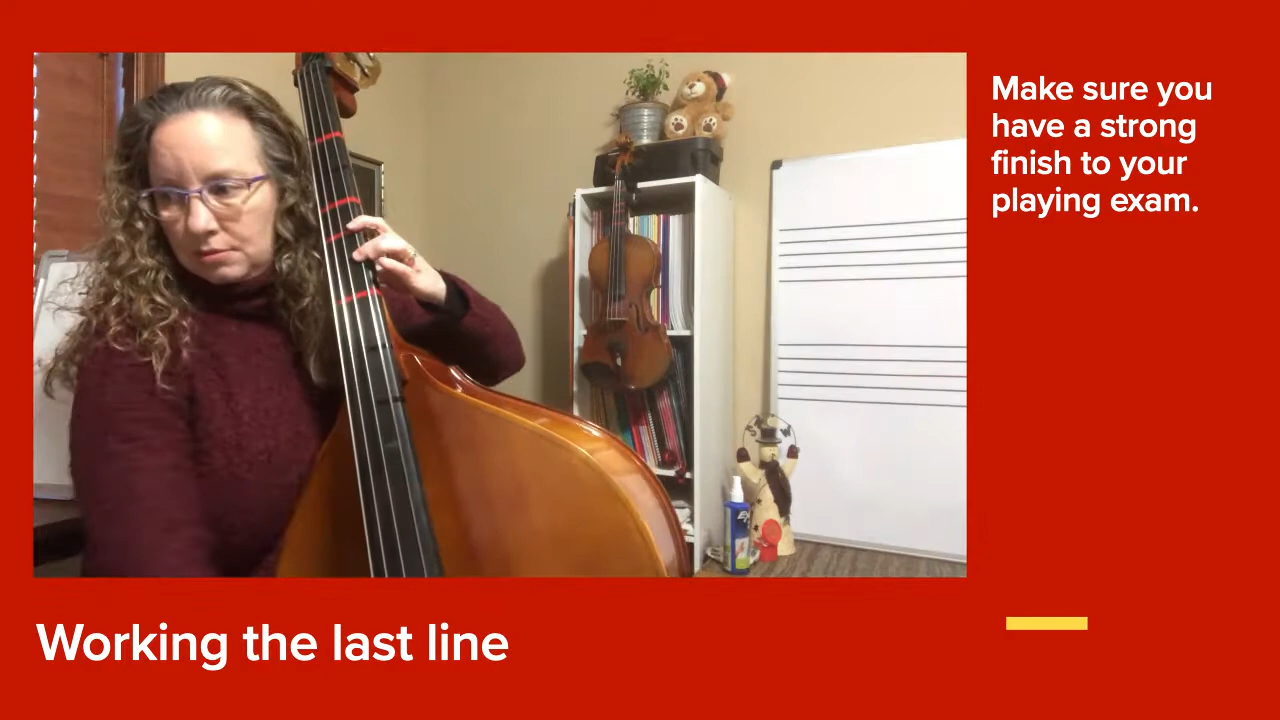 Make sure you
have a strong
finish to your
playing exam.
Working the last line